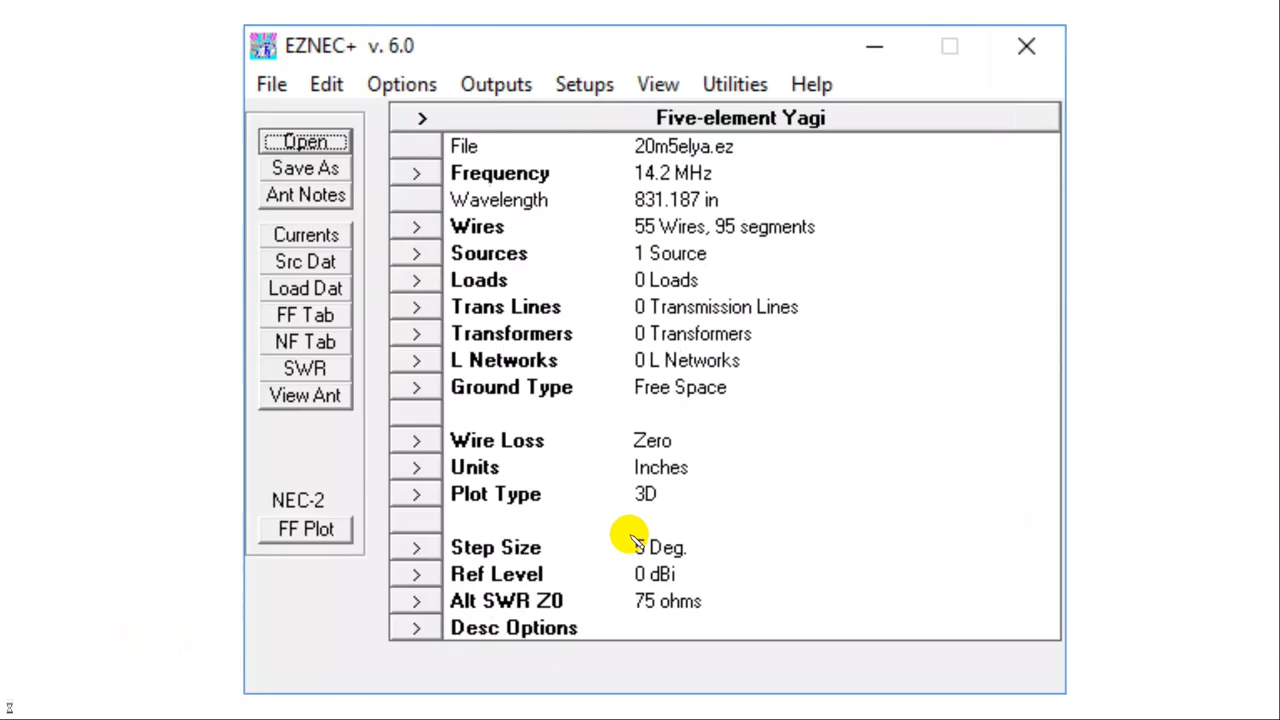 EZNEC+ v. 6.0
File Edit Options Outputs Setups View Utilities Help
> Five-element Yagi
Open
Save As
Ant Notes
Currents
Src Dat
Load Dat
FF Tab
NF Tab
SWR
View Ant
NEC-2
FF Plot
File 20m5elya.ez
> Frequency 14.2 MHz
Wavelength 831.187 in
> Wires 55 Wires, 95 segments
> Sources 1 Source
> Loads 0 Loads
> Trans Lines 0 Transmission Lines
> Transformers 0 Transformers
> L Networks 0 L Networks
> Ground Type Free Space
> Wire Loss Zero
> Units Inches
> Plot Type 3D
> Step Size Deg.
> Ref Level 0 dBi
> Alt SWR Z0 75 ohms
> Desc Options